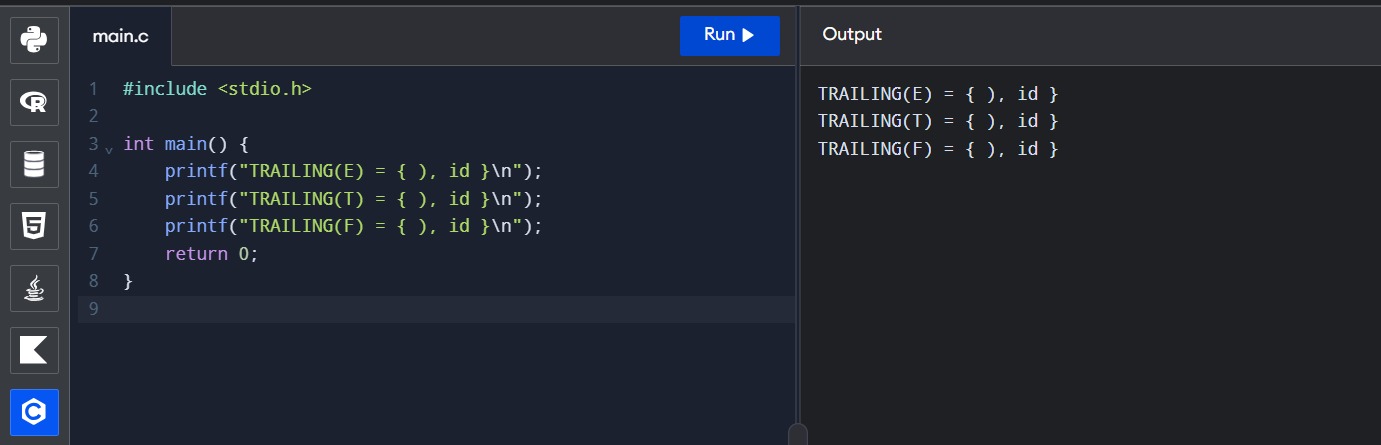 main.c
Run
Output
1 #include <stdio.h>
2
3 int main() {
4     printf("TRAILING(E) = { ), id }\n");
5     printf("TRAILING(T) = { ), id }\n");
6     printf("TRAILING(F) = { ), id }\n");
7     return 0;
8 }
9
TRAILING(E) = { ), id }
TRAILING(T) = { ), id }
TRAILING(F) = { ), id }